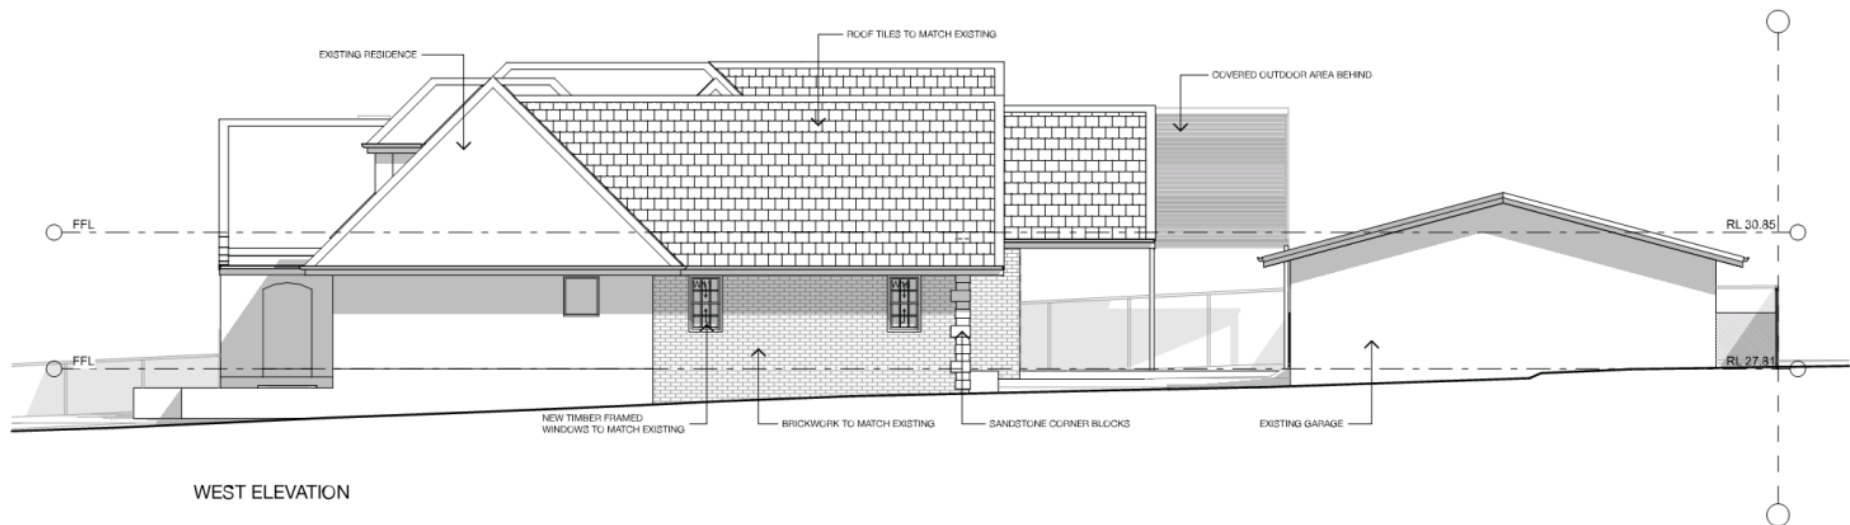 ROOF TILES TO MATCH EXISTING
EXISTING RESIDENCE
COVERED OUTDOOR AREA BEHIND
FFL
RL 30.85
FFL
RL 27.81
NEW TIMBER FRAMED
WINDOWS TO MATCH EXISTING
BRICKWORK TO MATCH EXISTING
SANDSTONE CORNER BLOCKS
EXISTING GARAGE
WEST ELEVATION